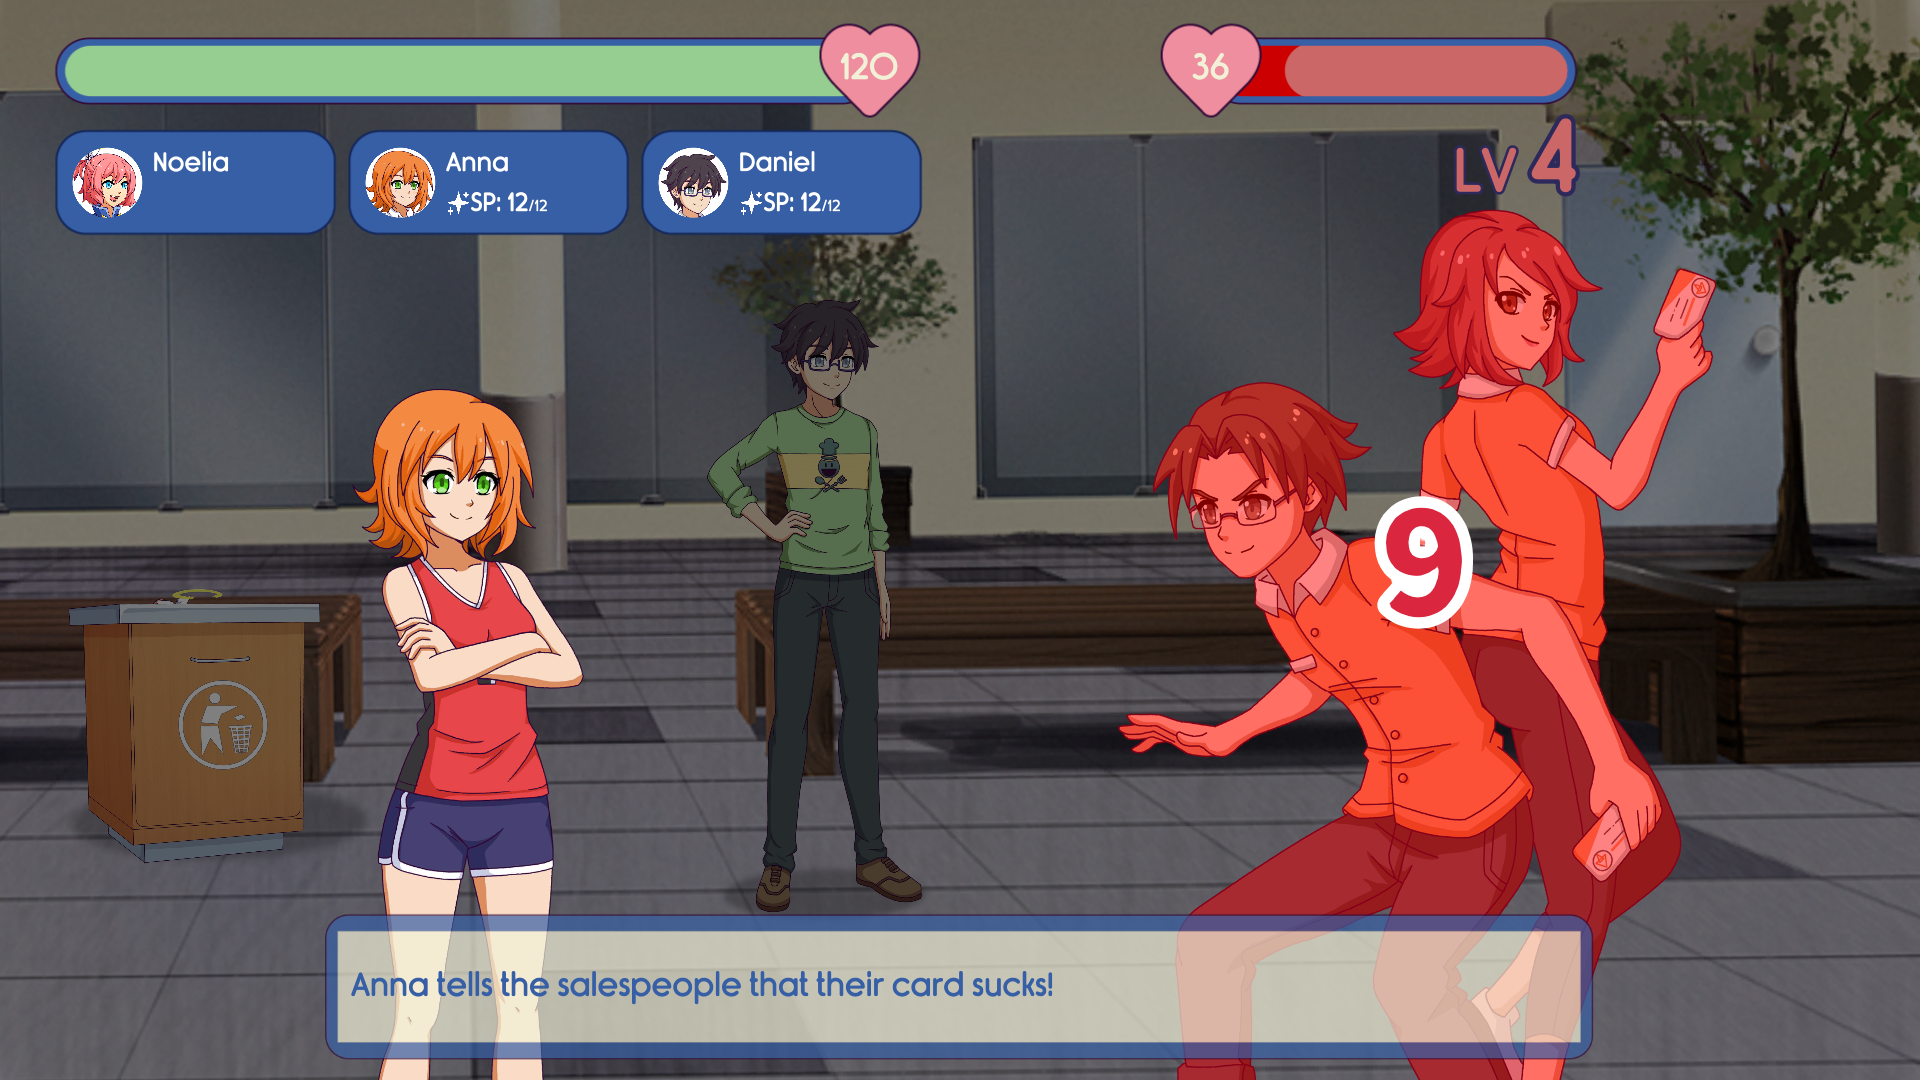 120
36
Noelia
Anna
SP: 12/12
Daniel
SP: 12/12
LV 4
9
Anna tells the salespeople that their card sucks!